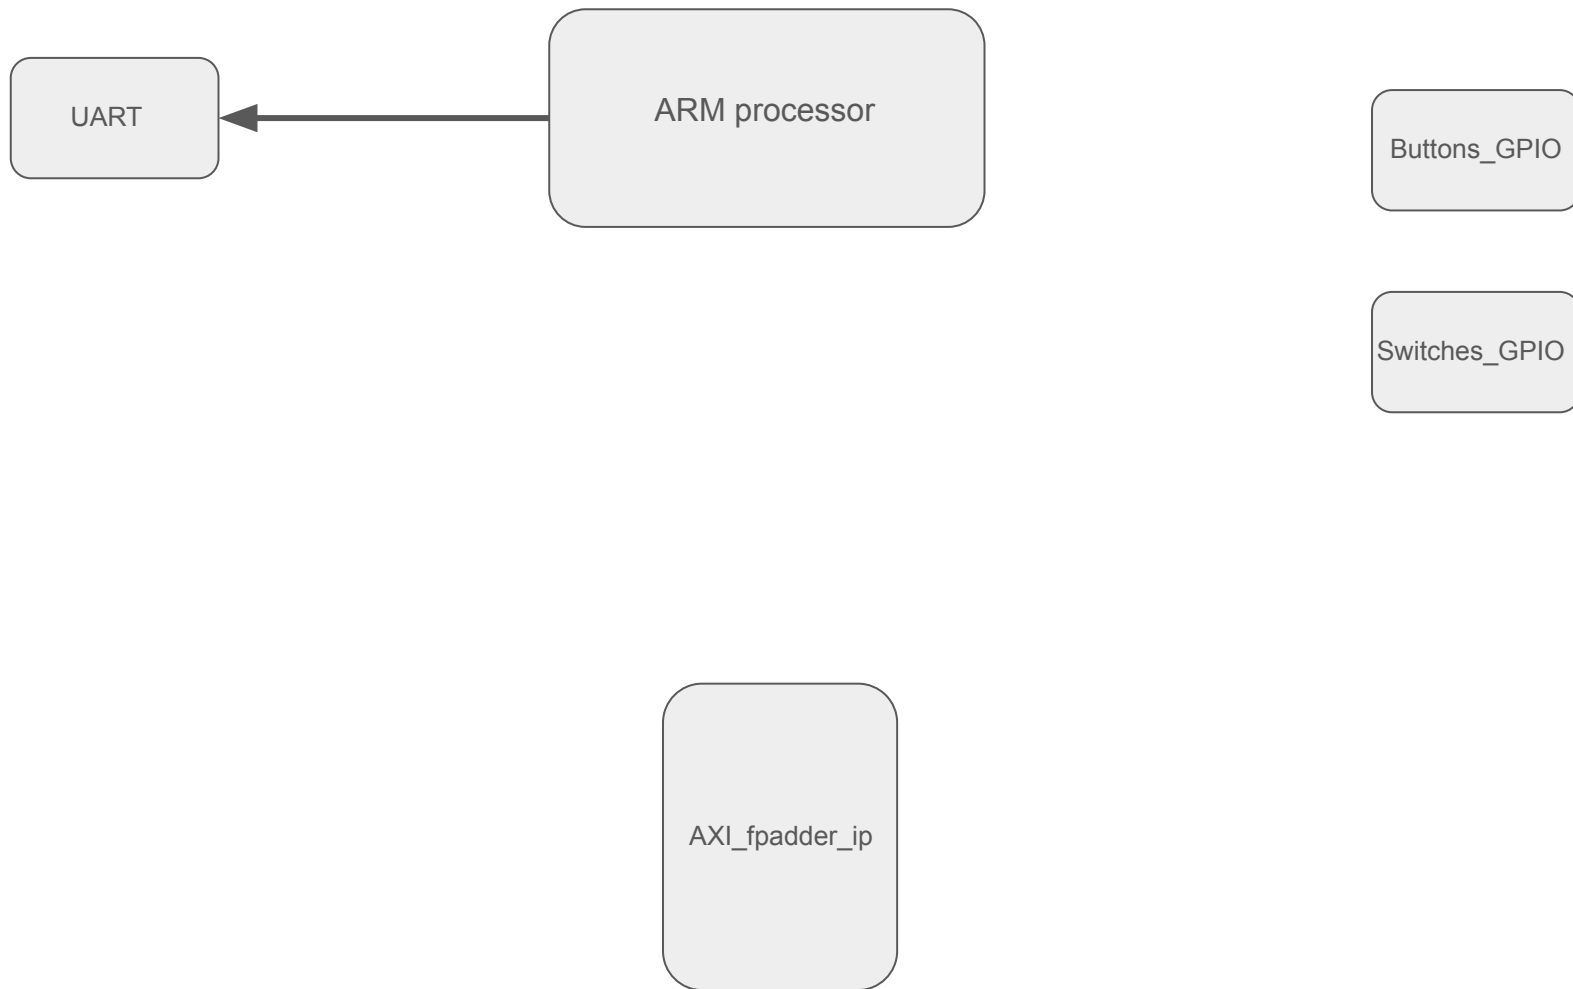 UART
ARM processor
Buttons_GPIO
Switches_GPIO
AXI_fpadder_ip